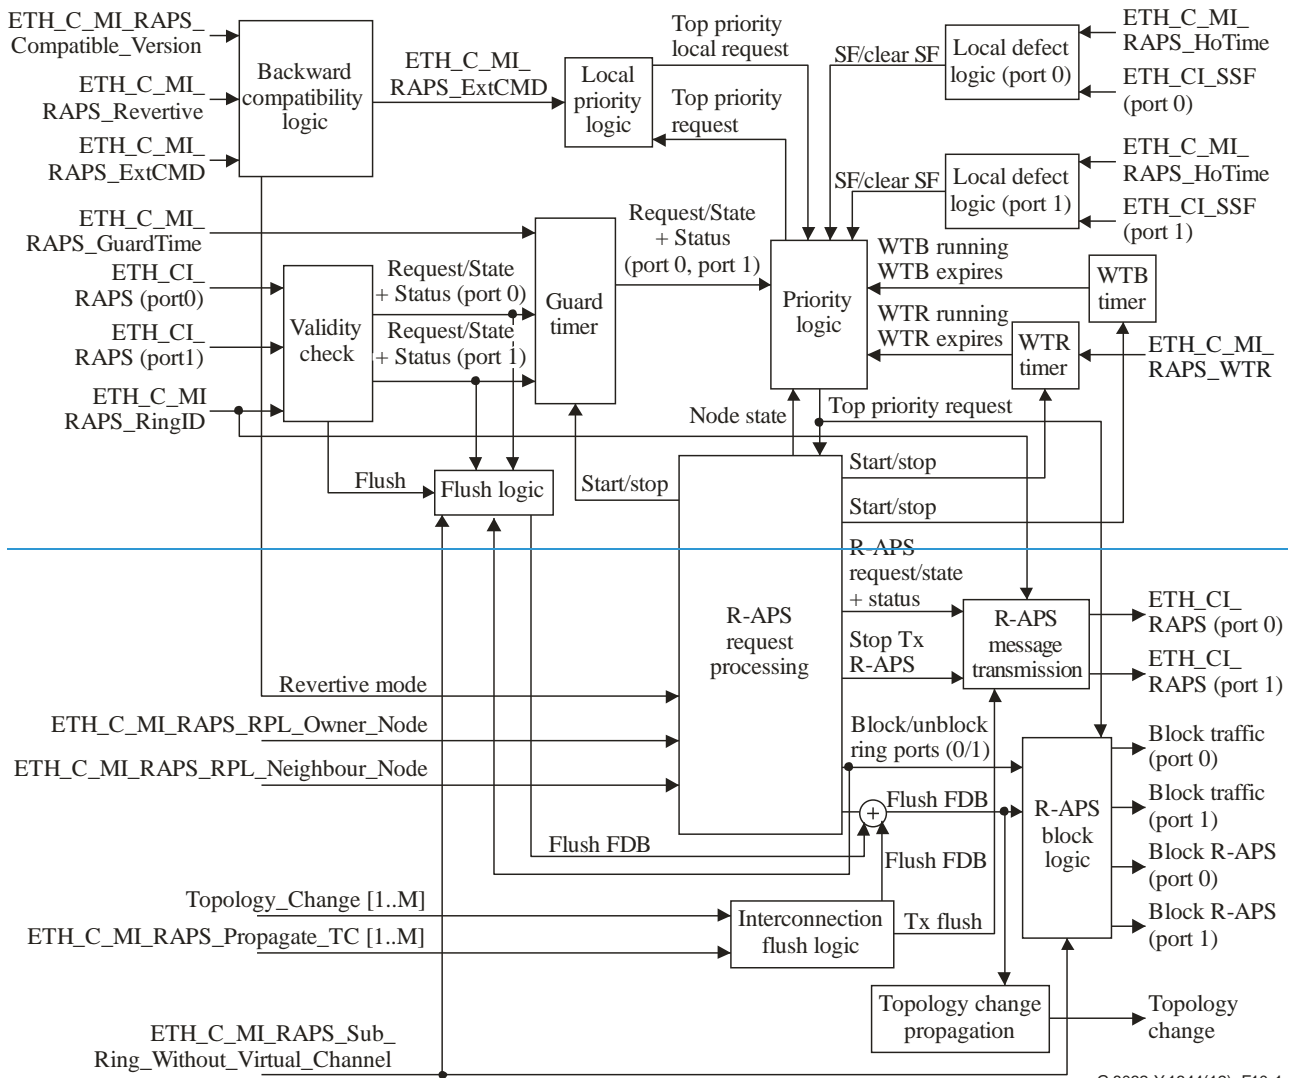 ETH_C_MI_RAPS_
Compatible_Version
ETH_C_MI_
RAPS_Revertive
ETH_C_MI_
RAPS_ExtCMD
Backward
compatibility
logic
ETH_C_MI_
RAPS_ExtCMD
Local
priority
logic
Top priority
local request
Top priority
request
SF/clear SF
Local defect
logic (port 0)
ETH_C_MI_
RAPS_HoTime
ETH_CI_SSF
(port 0)
SF/clear SF
Local defect
logic (port 1)
ETH_C_MI_
RAPS_HoTime
ETH_CI_SSF
(port 1)
ETH_C_MI_
RAPS_GuardTime
ETH_CI_
RAPS (port0)
ETH_CI_
RAPS (port1)
ETH_C_MI
RAPS_RingID
Validity
check
Request/State
+ Status (port 0)
Request/State
+ Status (port 1)
Guard
timer
Request/State
+ Status
(port 0, port 1)
Priority
logic
WTB running
WTB expires
WTR running
WTR expires
WTB
timer
WTR
timer
ETH_C_MI_
RAPS_WTR
Node state
Top priority request
Flush
Flush logic
Start/stop
Start/stop
Start/stop
R-APS
request/state
+ status
R-APS
request
processing
Stop Tx
R-APS
R-APS
message
transmission
ETH_CI_
RAPS (port 0)
ETH_CI_
RAPS (port 1)
Revertive mode
ETH_C_MI_RAPS_RPL_Owner_Node
ETH_C_MI_RAPS_RPL_Neighbour_Node
Block/unblock
ring ports (0/1)
+
Flush FDB
Flush FDB
Flush FDB
R-APS
block
logic
Block traffic
(port 0)
Block traffic
(port 1)
Block R-APS
(port 0)
Block R-APS
(port 1)
Topology_Change [1..M]
ETH_C_MI_RAPS_Propagate_TC [1..M]
Interconnection
flush logic
Tx flush
Topology change
propagation
Topology
change
ETH_C_MI_RAPS_Sub_
Ring_Without_Virtual_Channel